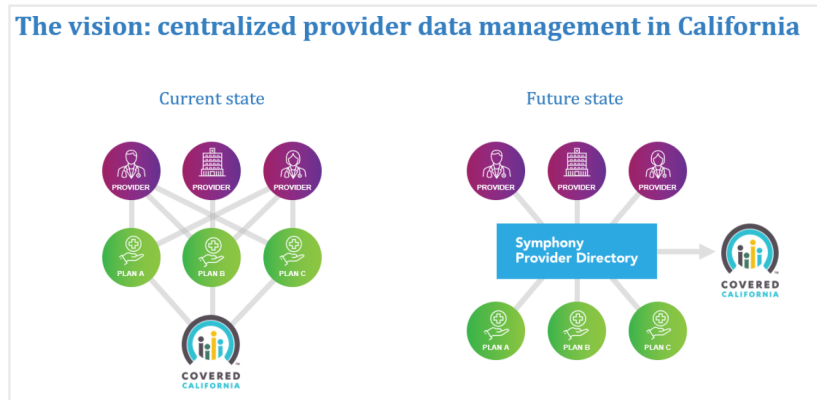 The vision: centralized provider data management in California
Current state
Future state
PROVIDER
PROVIDER
PROVIDER
PROVIDER
PROVIDER
PROVIDER
PLAN A
PLAN B
PLAN C
Symphony
Provider Directory
COVERED
CALIFORNIA
PLAN A
PLAN B
PLAN C
COVERED
CALIFORNIA